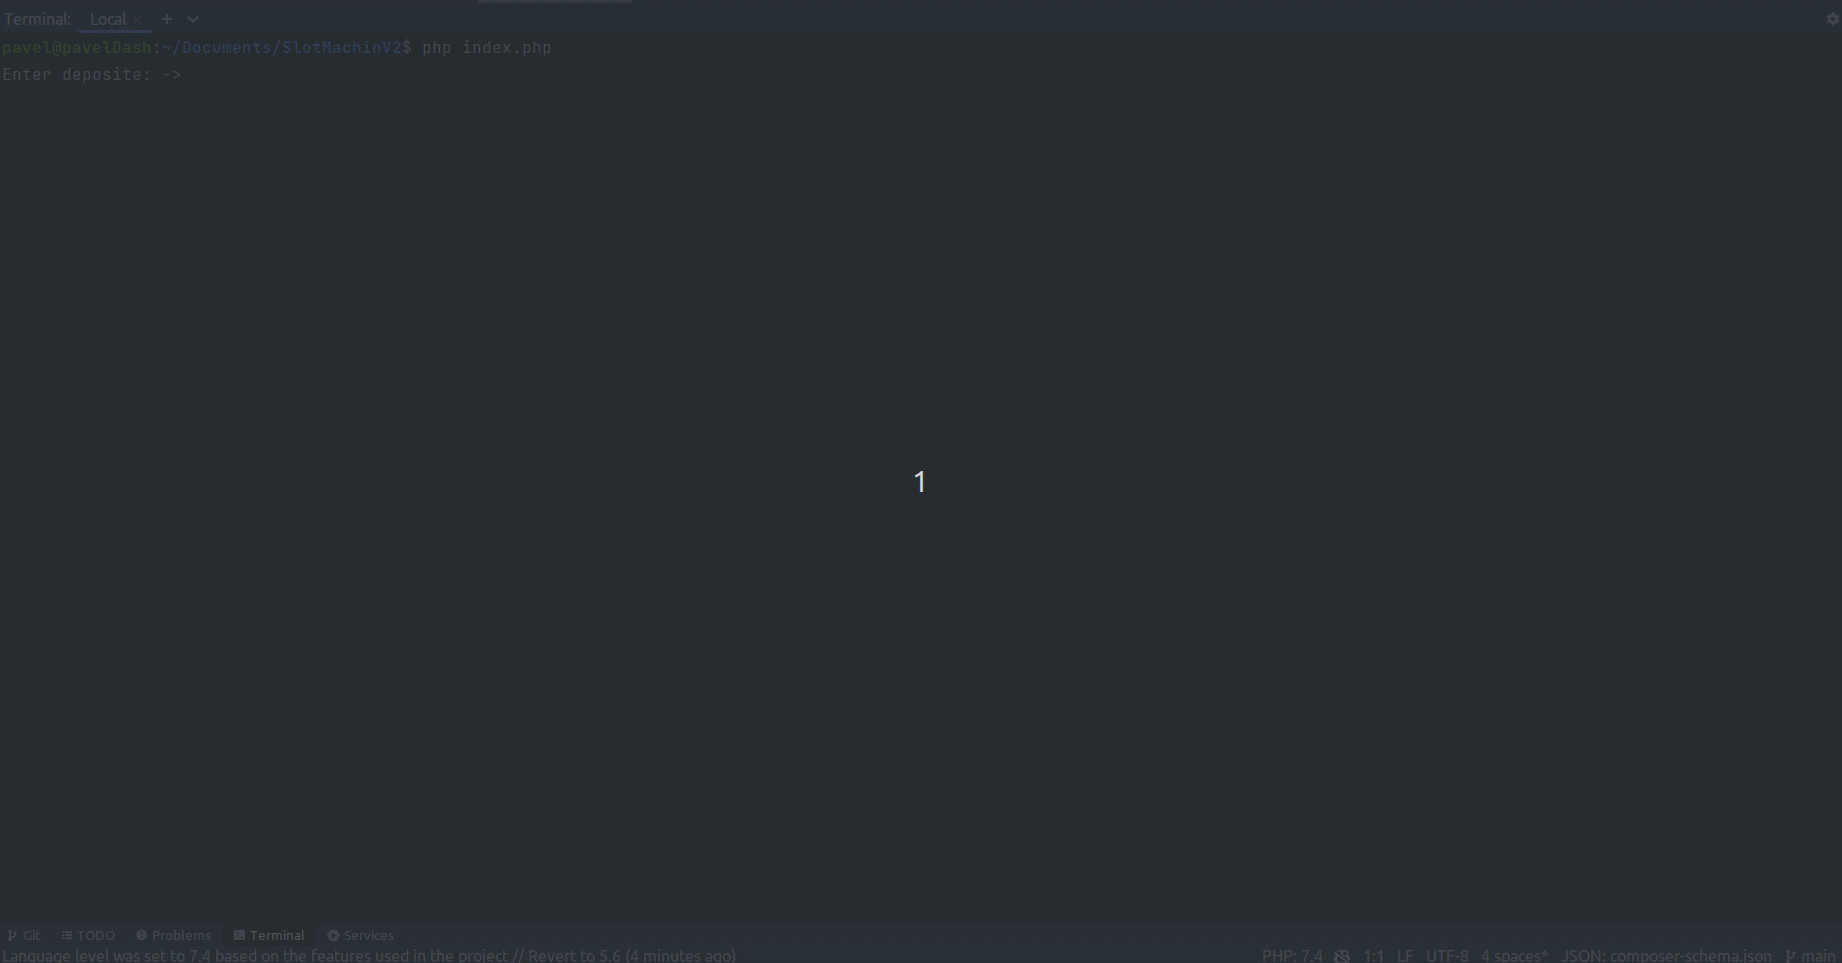 Terminal: Local × + 
pavel@pavelDash:~/Documents/SlotMachinV2$ php index.php
Enter deposite: ->
1
Git TODO Problems Terminal Services
Language level was set to 7.4 based on the features used in the project // Revert to 5.6 (4 minutes ago) PHP: 7.4 1:1 LF UTF-8 4 spaces* JSON: composer-schema.json main